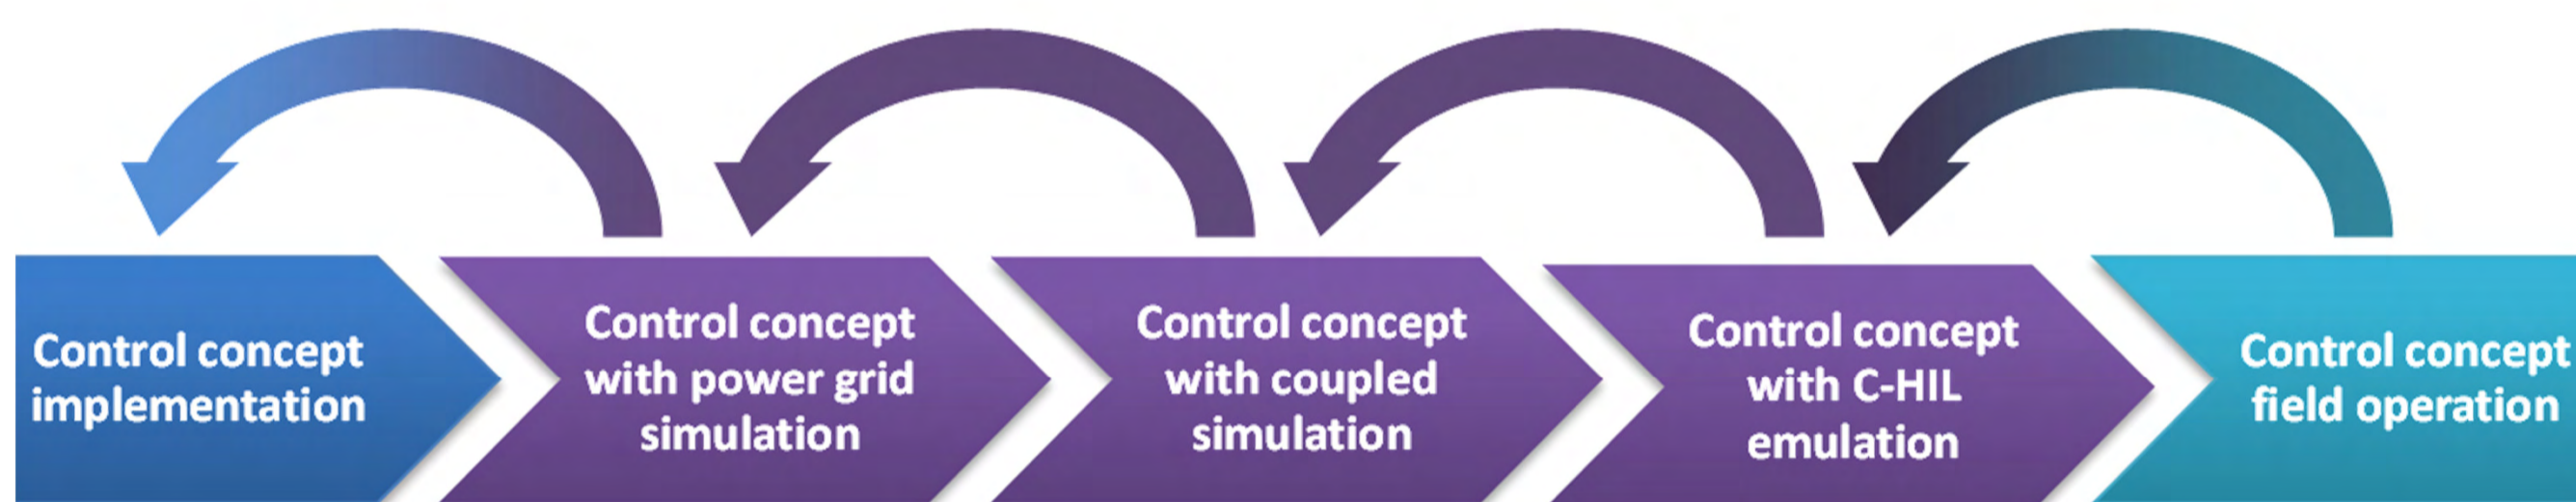 Control concept
implementation
Control concept
with power grid
simulation
Control concept
with coupled
simulation
Control concept
with C-HIL
emulation
Control concept
field operation